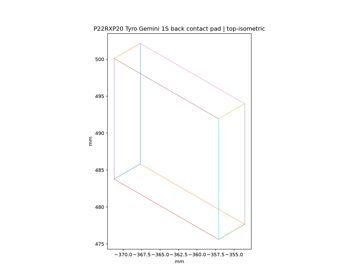 P22RXP20 Tyro Gemini 1S back contact pad | top-isometric
500
495
490
485
480
475
mm
−370.0 −367.5 −365.0 −362.5 −360.0 −357.5 −355.0
mm